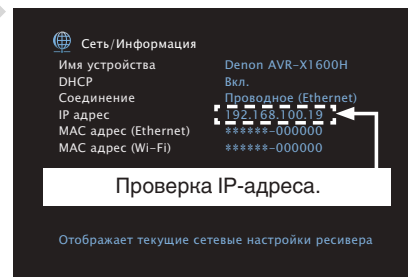 Сеть/Информация
Имя устройства Denon AVR-X1600H
DHCP Вкл.
Соединение Проводное (Ethernet)
IP адрес 192.168.100.19
MAC адрес (Ethernet) ******-000000
MAC адрес (Wi-Fi) ******-000000
Проверка IP-адреса.
Отображает текущие сетевые настройки ресивера